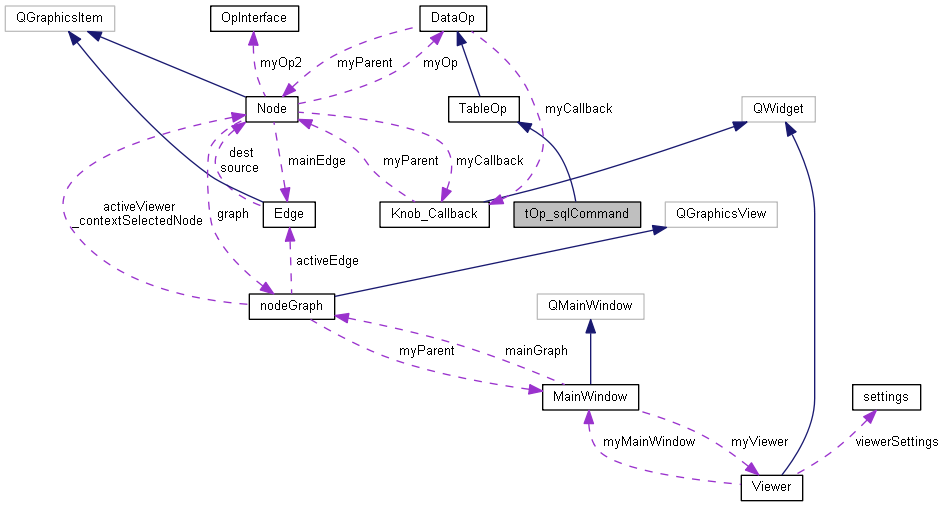 QGraphicsItem
OpInterface
DataOp
myOp2
myParent
myOp
Node
TableOp
myCallback
QWidget
dest
source
mainEdge
myParent
myCallback
activeViewer
_contextSelectedNode
graph
Edge
Knob_Callback
tOp_sqlCommand
QGraphicsView
activeEdge
nodeGraph
QMainWindow
myParent
mainGraph
MainWindow
settings
myMainWindow
myViewer
viewerSettings
Viewer